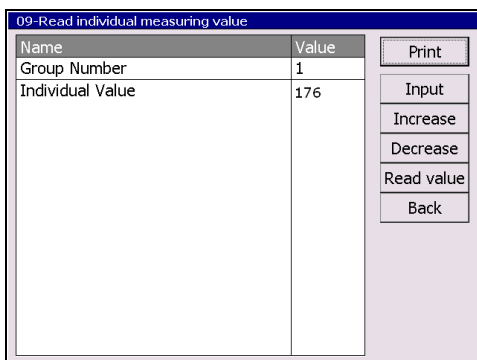 09-Read individual measuring value
Name Value
Group Number 1
Individual Value 176
Print
Input
Increase
Decrease
Read value
Back